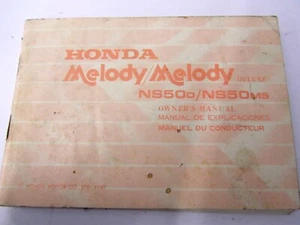 HONDA
Melody/Melody DELUXE
NS50D/NS50MS
OWNER'S MANUAL
MANUAL DE EXPLICACIONES
MANUEL DU CONDUCTEUR